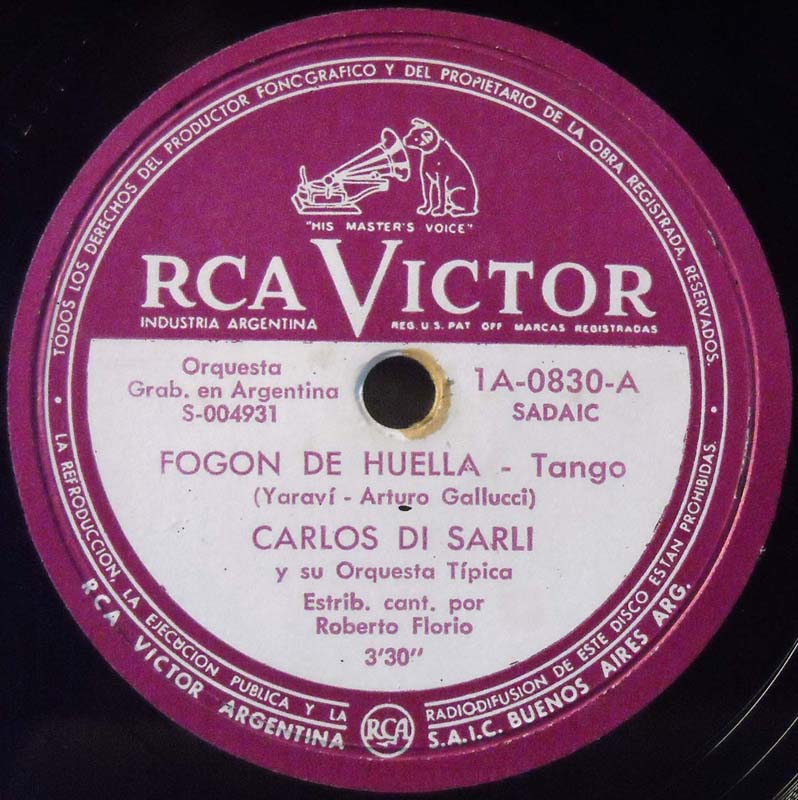 TODOS LOS DERECHOS DEL PRODUCTOR FONCGRAFICO Y DEL PROPIETARIO DE LA OBRA REGISTRADA, RESERVADOS.
"HIS MASTER'S VOICE"
RCA VICTOR
INDUSTRIA ARGENTINA
REG. U.S. PAT OFF MARCAS REGISTRADAS
Orquesta
Grab. en Argentina
S-004931
1A-0830-A
SADAIC
FOGON DE HUELLA - Tango
(Yaraví - Arturo Gallucci)
CARLOS DI SARLI
y su Orquesta Típica
Estrib. cant. por
Roberto Florio
3'30"
LA REFRODUCCION, LA EJECUCION PUBLICA Y LA RADIODIFUSION DE ESTE DISCO ESTAN PROHIBIDAS.
RCA VICTOR ARGENTINA S.A.I.C. BUENOS AIRES ARG.
RCA